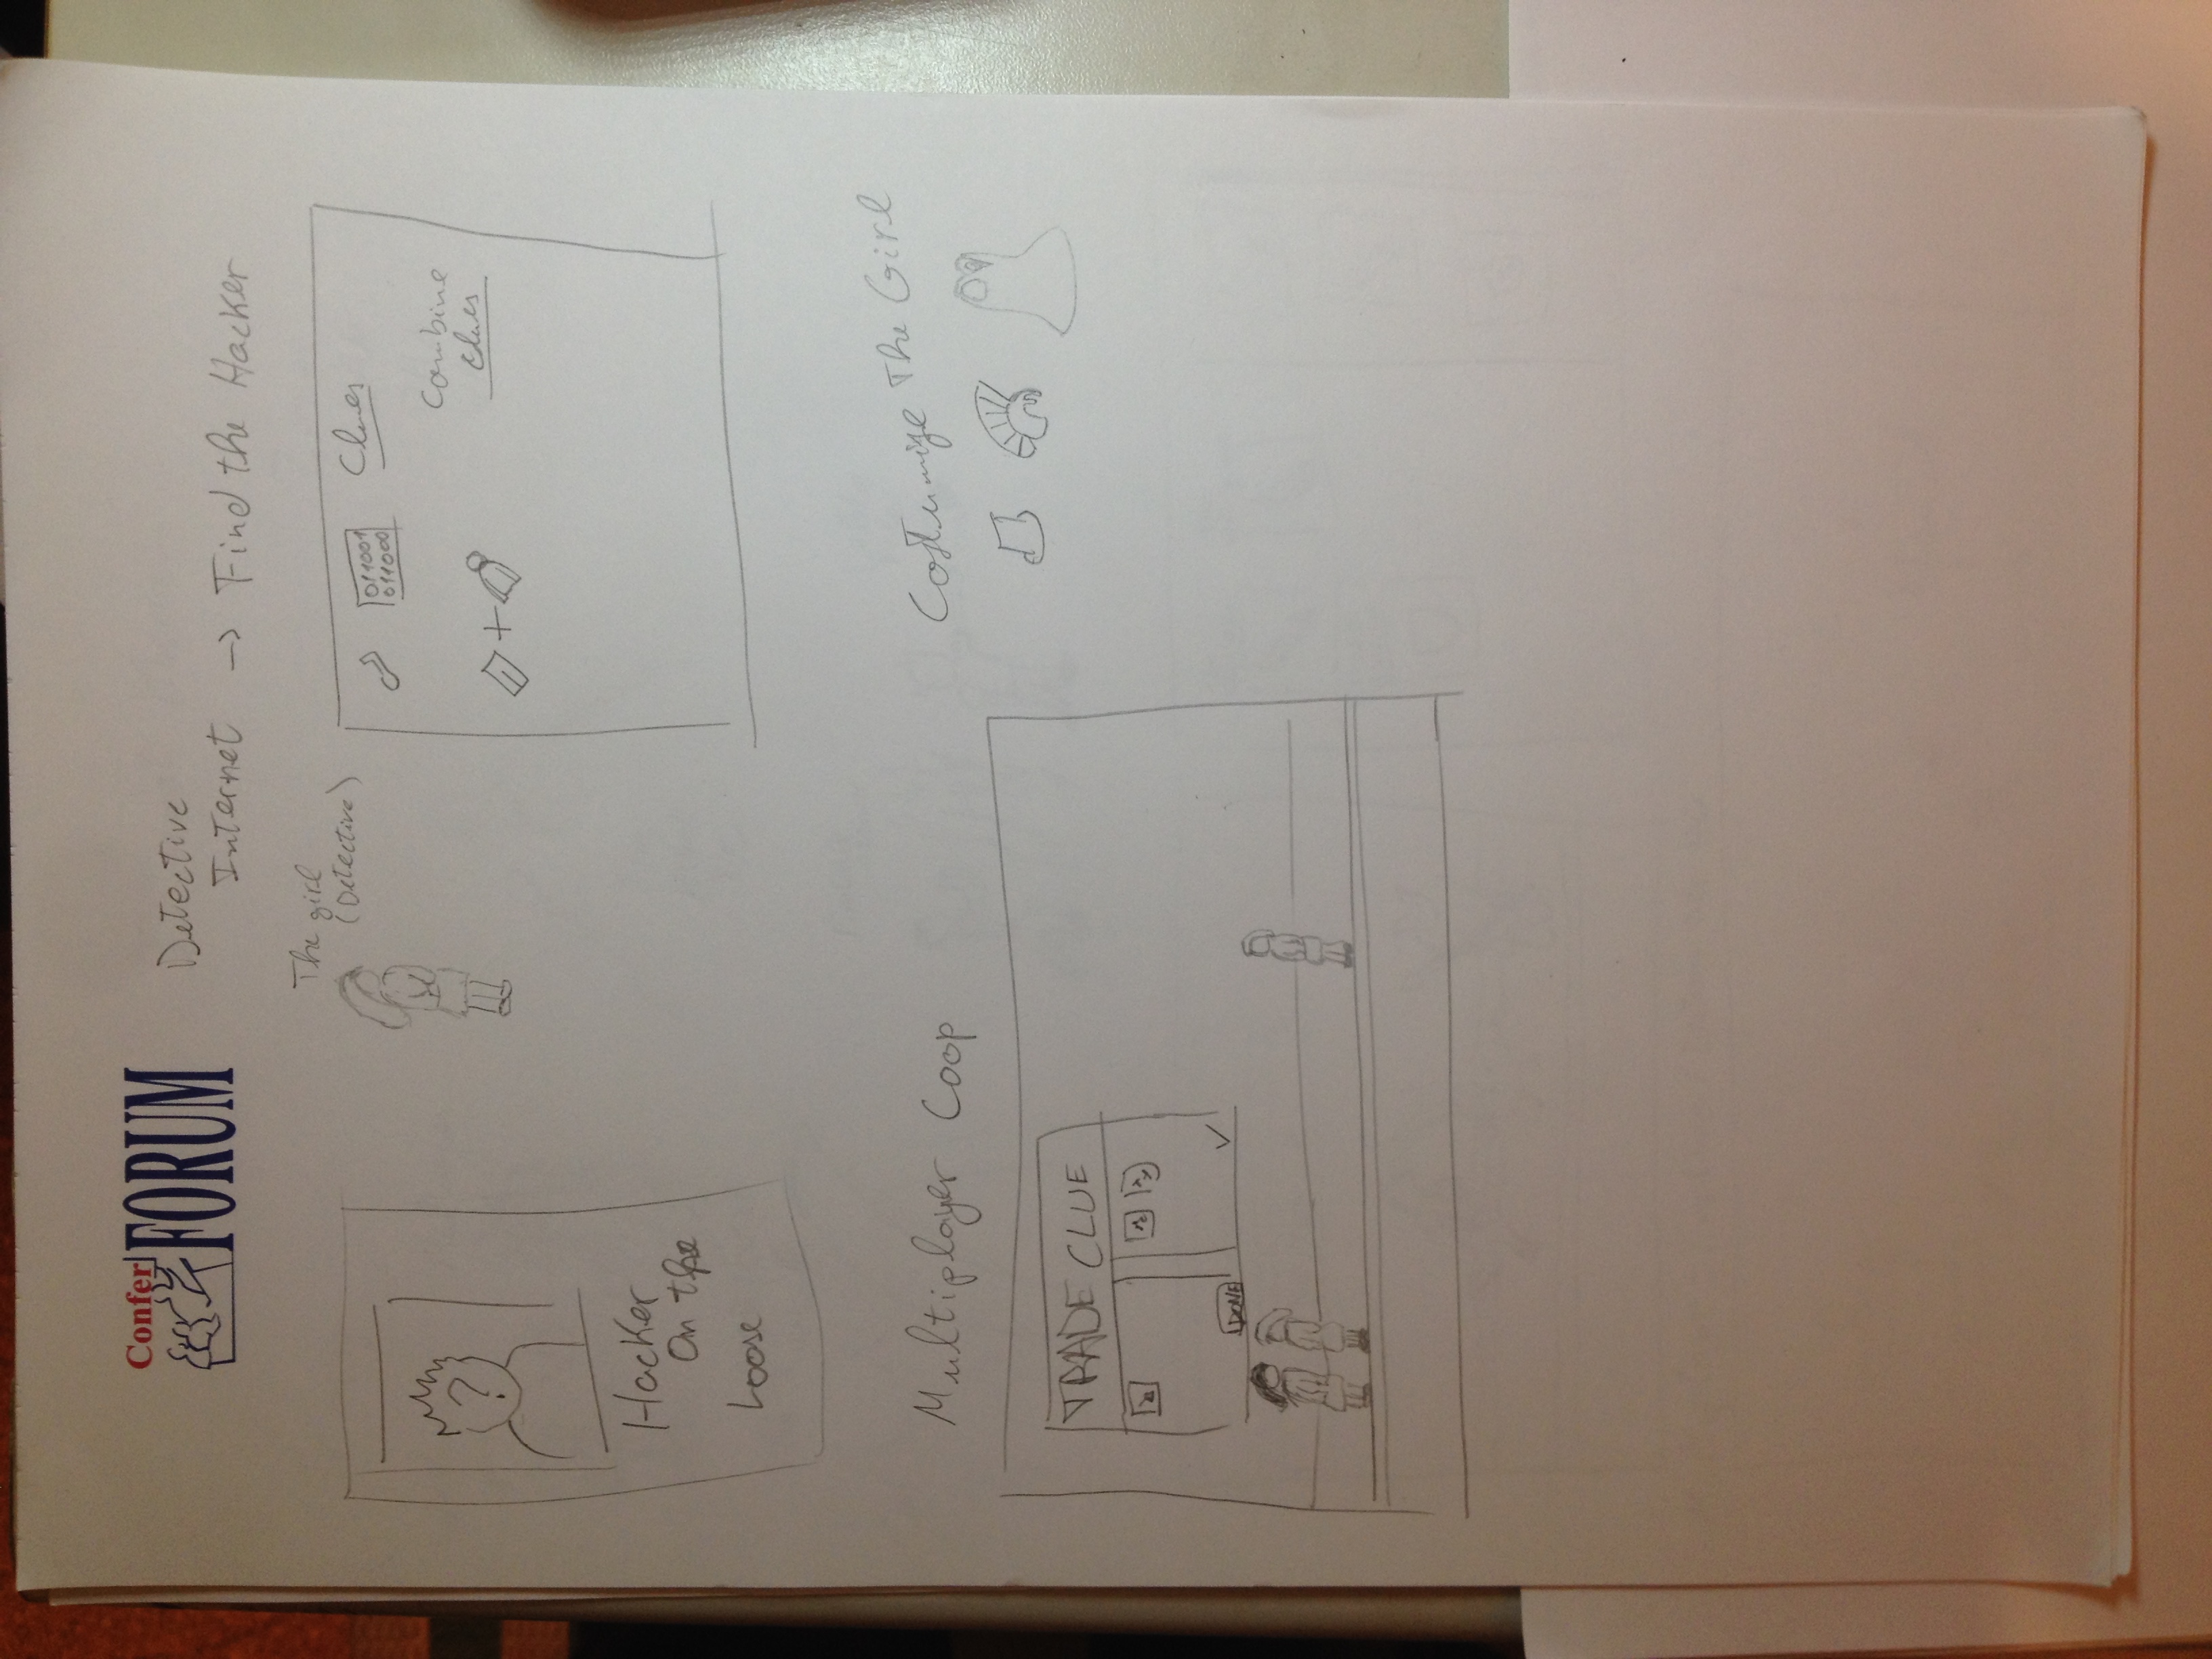 Confer FORUM
Detective
Internet → Find the Hacker
The girl
(Detective)
?
Hacker
On the
Loose
011001
011000
Clues
Combine
clues
+
Multiplayer Coop
Costumize The Girl
TRADE CLUE
DONE